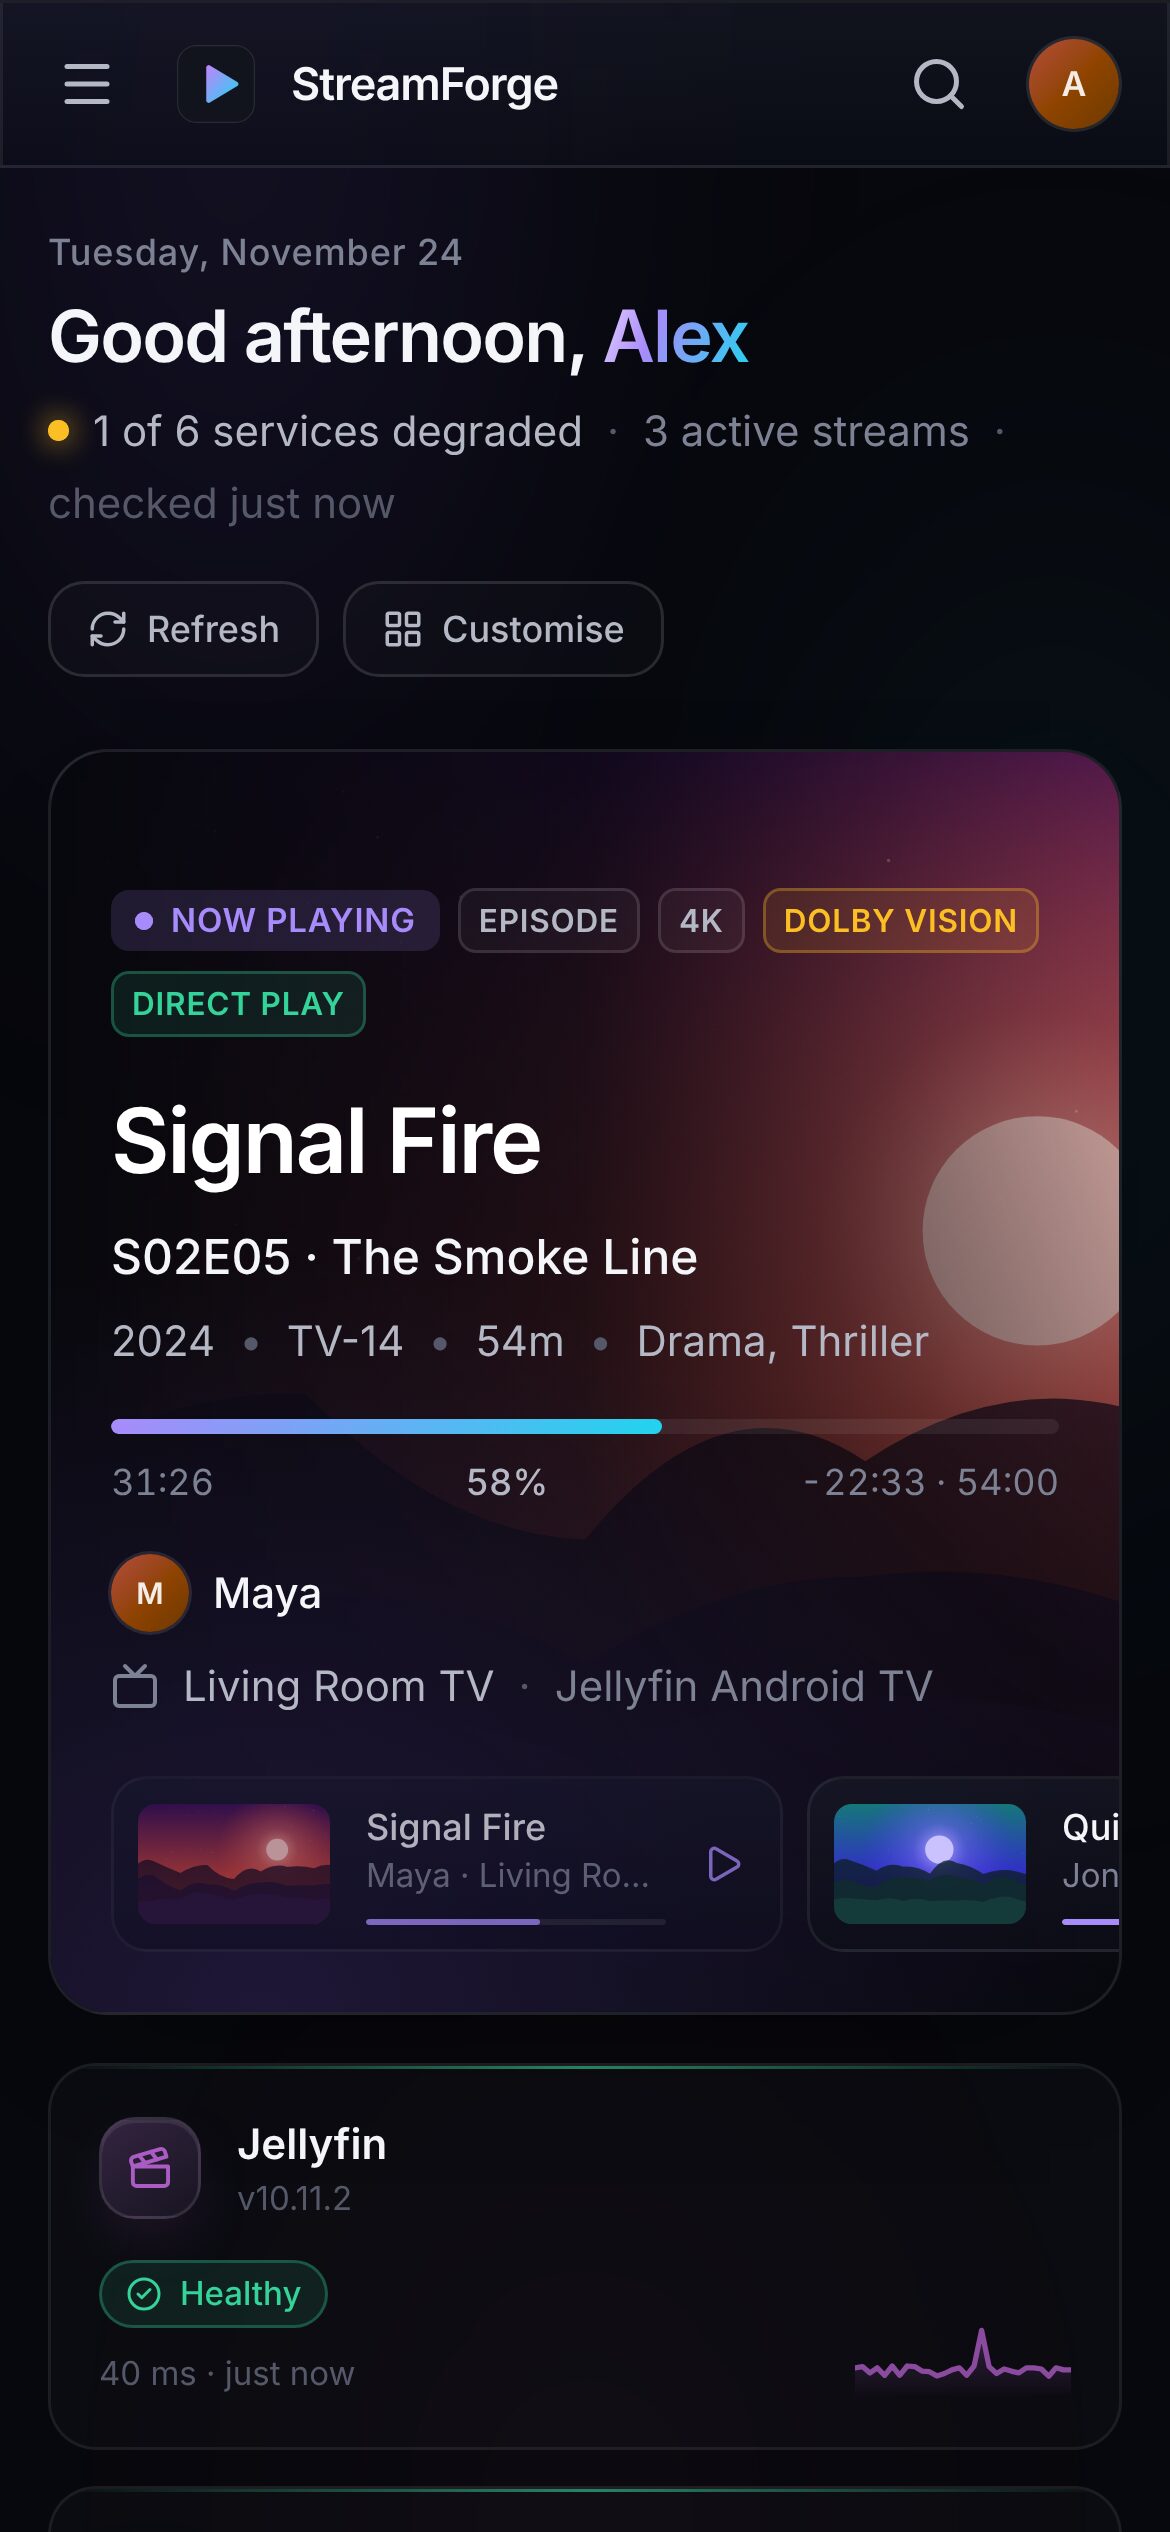 StreamForge
A
Tuesday, November 24
Good afternoon, Alex
1 of 6 services degraded · 3 active streams ·
checked just now
Refresh
Customise
NOW PLAYING
EPISODE
4K
DOLBY VISION
DIRECT PLAY
Signal Fire
S02E05 · The Smoke Line
2024 • TV-14 • 54m • Drama, Thriller
31:26
58%
-22:33 · 54:00
M
Maya
Living Room TV · Jellyfin Android TV
Signal Fire
Maya · Living Ro...
Qui
Jon
Jellyfin
v10.11.2
Healthy
40 ms · just now